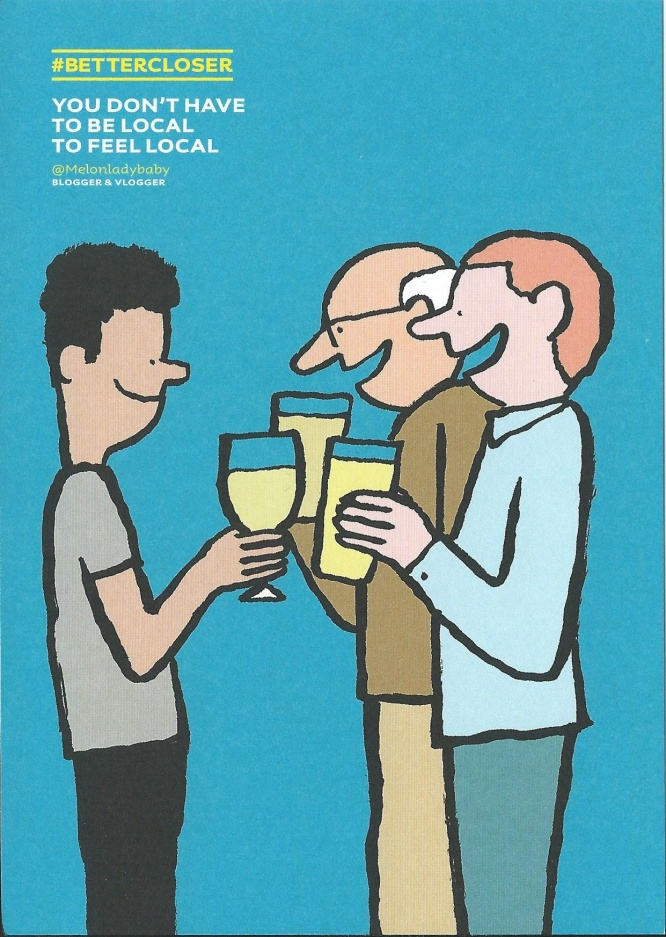 #BETTERCLOSER
YOU DON'T HAVE
TO BE LOCAL
TO FEEL LOCAL
@Melonladybaby
BLOGGER & VLOGGER